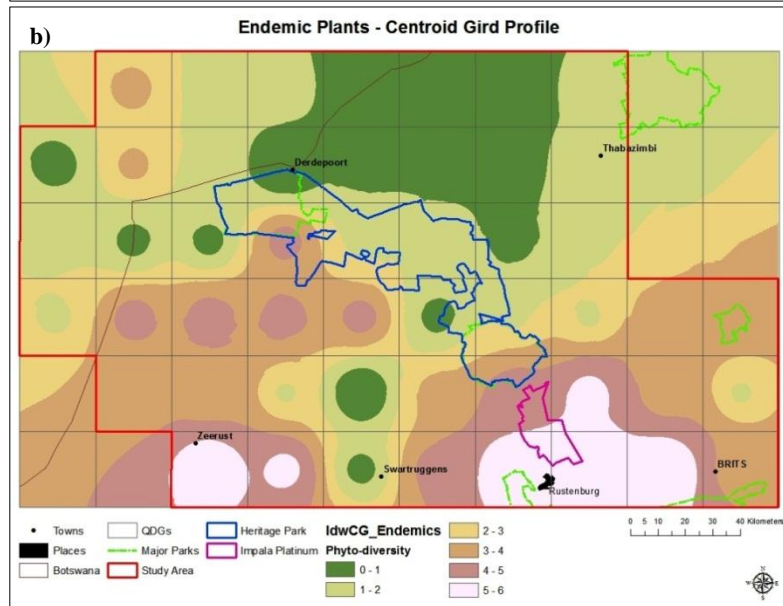 Endemic Plants - Centroid Gird Profile
b)
Thabazimbi
Derdepoort
Zeerust
Swartruggens
BRITS
Rustenburg
Towns
QDGs
Heritage Park
IdwCG_Endemics
2 - 3
0 5 10 20 30 40 Kilometers
Places
Major Parks
Impala Platinum
Phyto-diversity
3 - 4
Botswana
Study Area
0 - 1
4 - 5
1 - 2
5 - 6